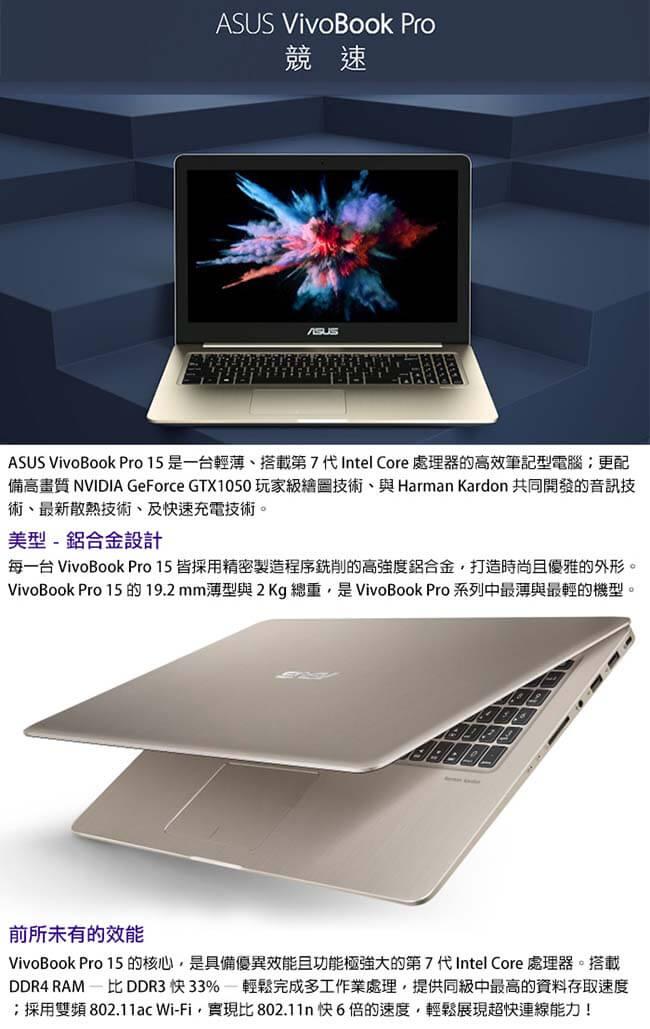 ASUS VivoBook Pro
競 速
ASUS
ASUS VivoBook Pro 15 是一台輕薄、搭載第 7 代 Intel Core 處理器的高效筆記型電腦；更配
備高畫質 NVIDIA GeForce GTX1050 玩家級繪圖技術、與 Harman Kardon 共同開發的音訊技
術、最新散熱技術、及快速充電技術。
美型 - 鋁合金設計
每一台 VivoBook Pro 15 皆採用精密製造程序銑削的高強度鋁合金，打造時尚且優雅的外形。
VivoBook Pro 15 的 19.2 mm薄型與 2 Kg 總重，是 VivoBook Pro 系列中最薄與最輕的機型。
ASUS
harman kardon
前所未有的效能
VivoBook Pro 15 的核心，是具備優異效能且功能極強大的第 7 代 Intel Core 處理器。搭載
DDR4 RAM — 比 DDR3 快 33% — 輕鬆完成多工作業處理，提供同級中最高的資料存取速度
；採用雙頻 802.11ac Wi-Fi，實現比 802.11n 快 6 倍的速度，輕鬆展現超快連線能力！